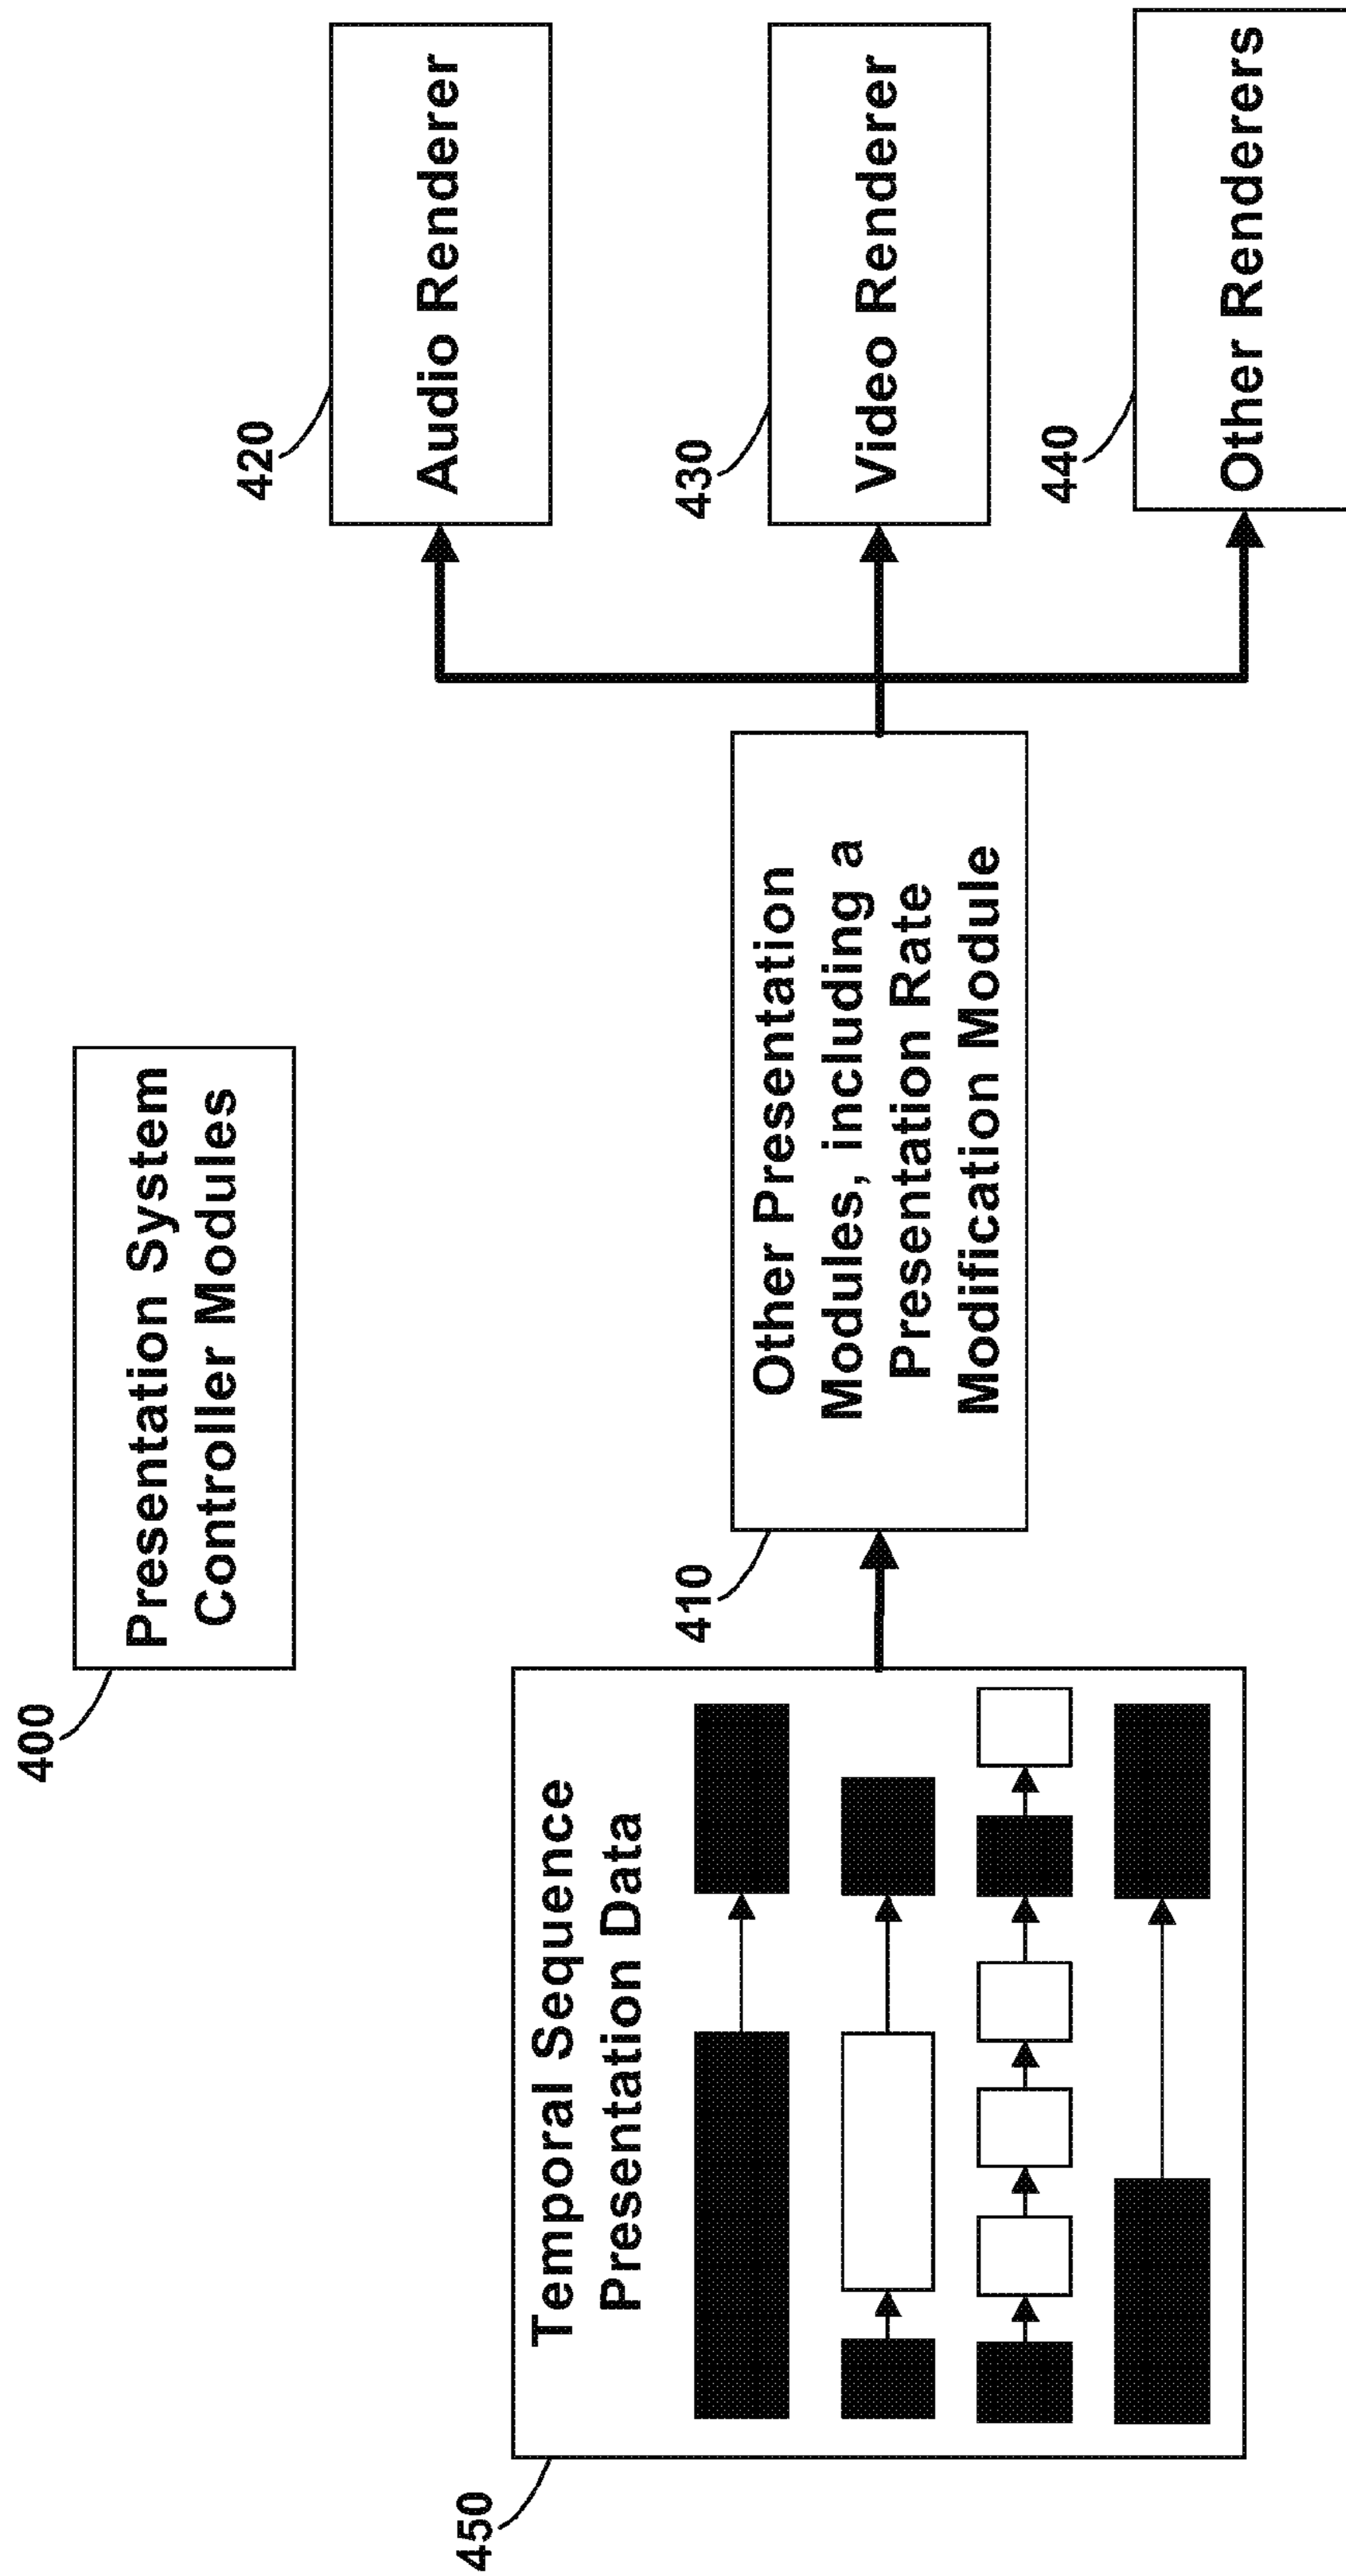 400
Presentation System
Controller Modules
420
Audio Renderer
450
Temporal Sequence
Presentation Data
410
Other Presentation
Modules, including a
Presentation Rate
Modification Module
430
Video Renderer
440
Other Renderers